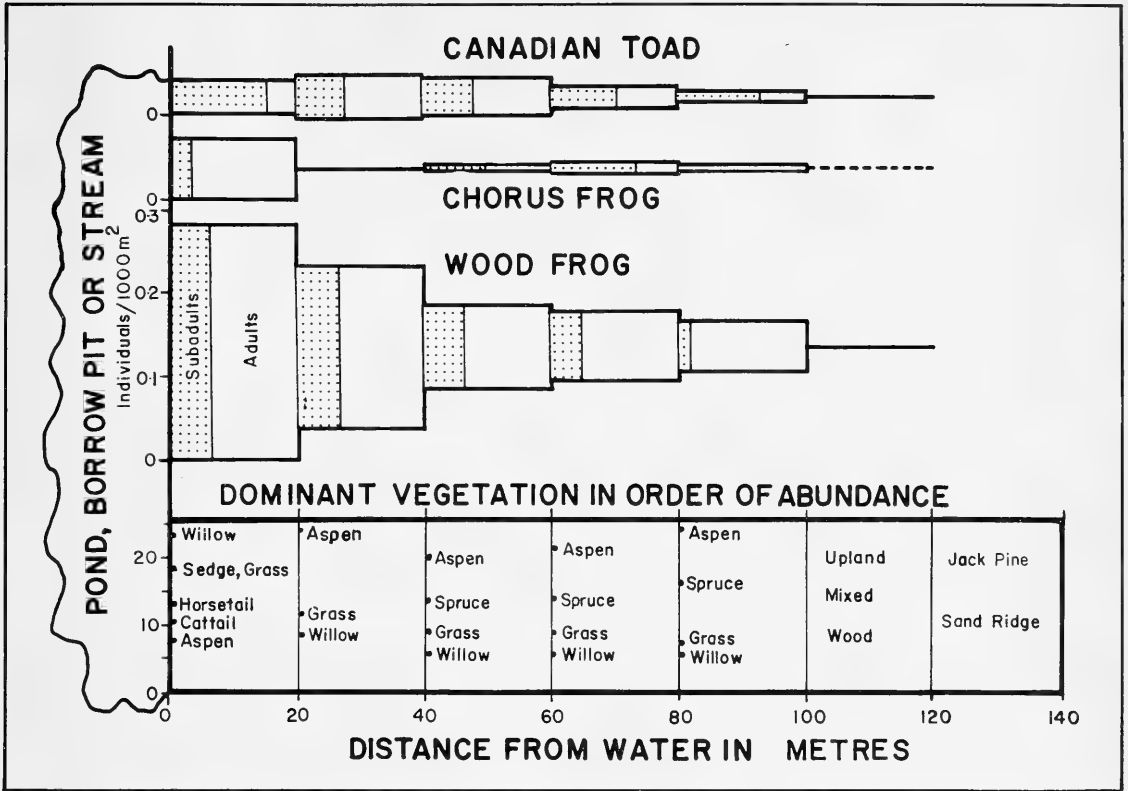 CANADIAN TOAD
0
CHORUS FROG
0
WOOD FROG
POND, BORROW PIT OR STREAM
Individuals/1000m²
0·3
0·2
0·1
0
Subadults
Adults
DOMINANT VEGETATION IN ORDER OF ABUNDANCE
20
10
0
Willow
Sedge, Grass
Horsetail
Cattail
Aspen
Aspen
Grass
Willow
Aspen
Spruce
Grass
Willow
Aspen
Spruce
Grass
Willow
Aspen
Spruce
Grass
Willow
Upland
Mixed
Wood
Jack Pine
Sand Ridge
0 20 40 60 80 100 120 140
DISTANCE FROM WATER IN METRES